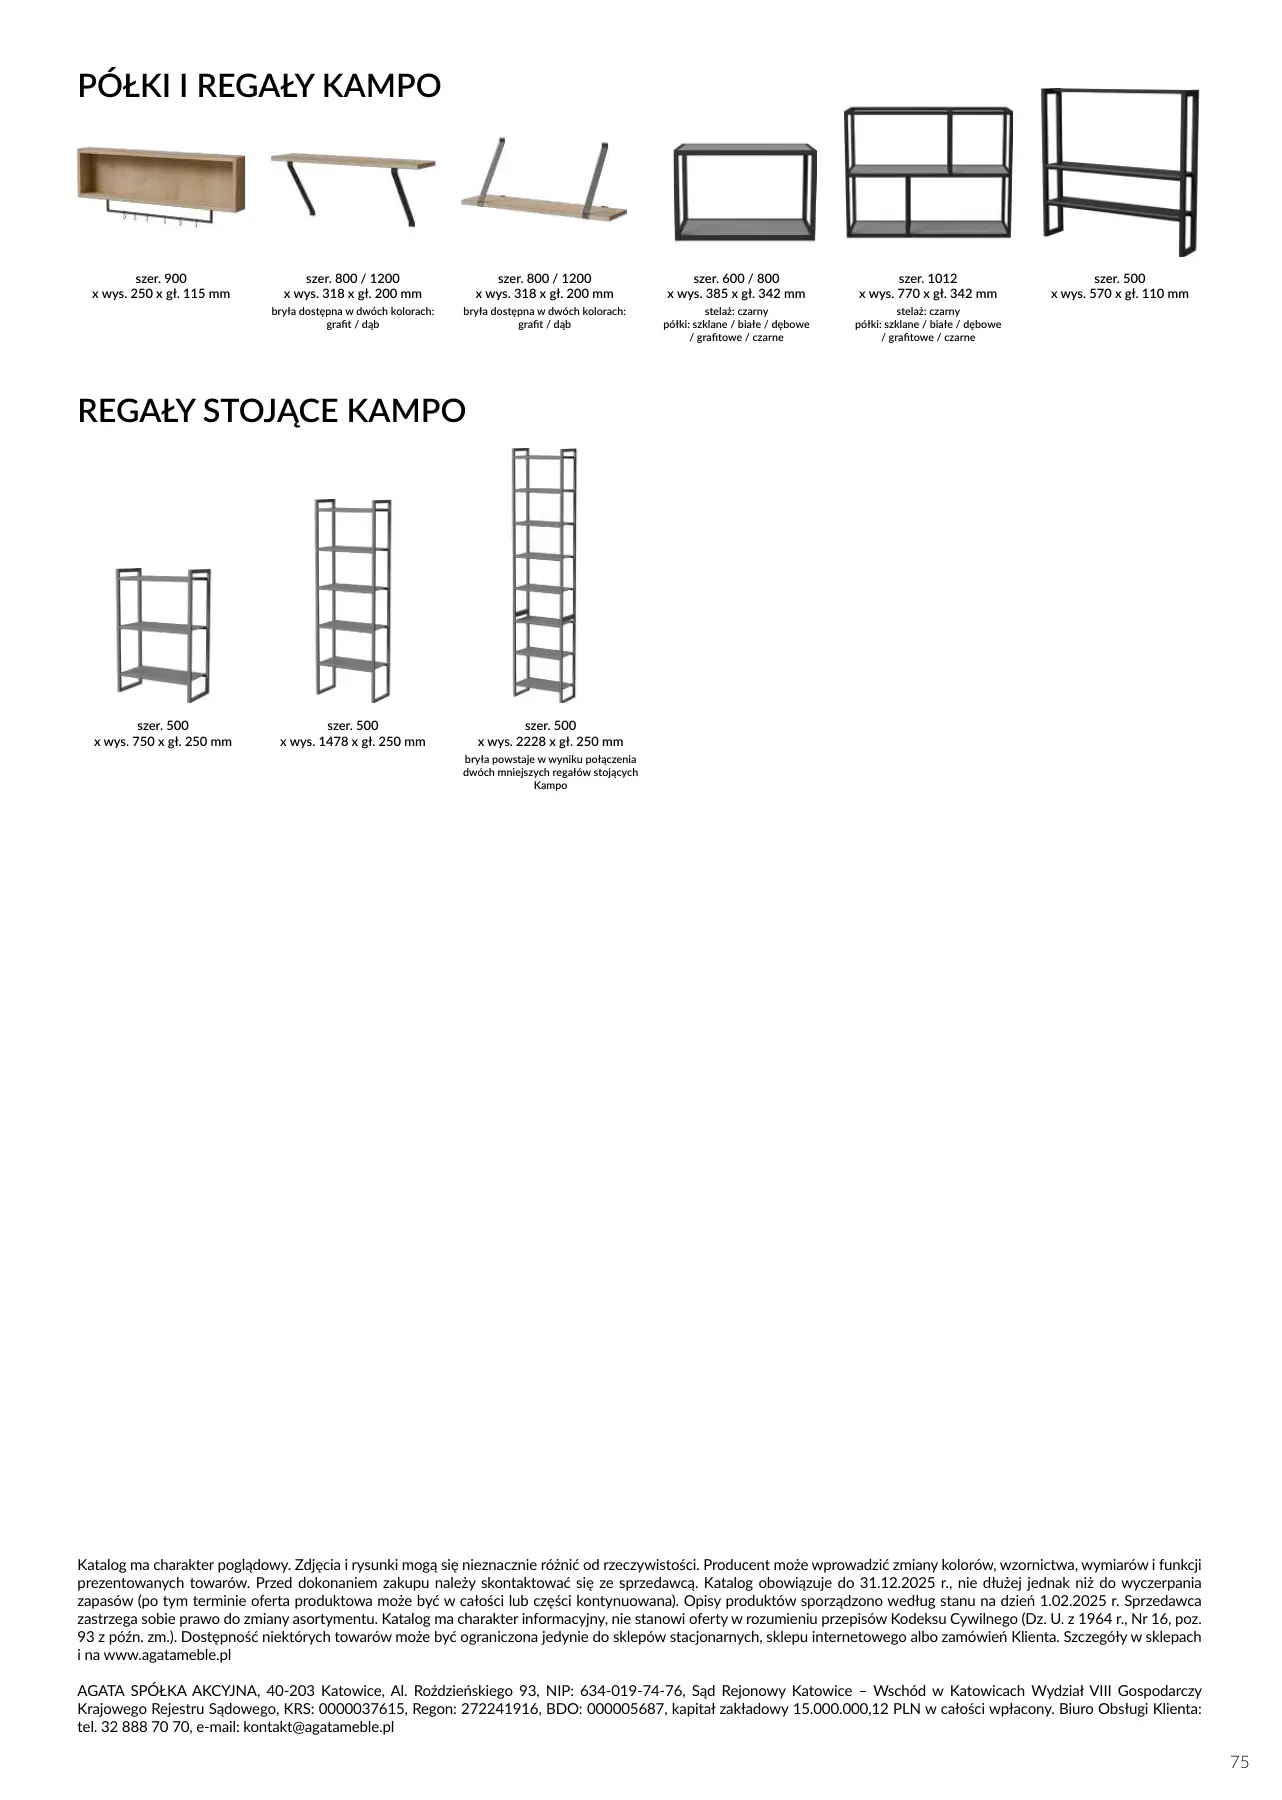 PÓŁKI I REGAŁY KAMPO
szer. 900
x wys. 250 x gł. 115 mm
szer. 800 / 1200
x wys. 318 x gł. 200 mm
bryła dostępna w dwóch kolorach:
grafit / dąb
szer. 800 / 1200
x wys. 318 x gł. 200 mm
bryła dostępna w dwóch kolorach:
grafit / dąb
szer. 600 / 800
x wys. 385 x gł. 342 mm
stelaż: czarny
półki: szklane / białe / dębowe
/ grafitowe / czarne
szer. 1012
x wys. 770 x gł. 342 mm
stelaż: czarny
półki: szklane / białe / dębowe
/ grafitowe / czarne
szer. 500
x wys. 570 x gł. 110 mm
REGAŁY STOJĄCE KAMPO
szer. 500
x wys. 750 x gł. 250 mm
szer. 500
x wys. 1478 x gł. 250 mm
szer. 500
x wys. 2228 x gł. 250 mm
bryła powstaje w wyniku połączenia
dwóch mniejszych regałów stojących
Kampo
Katalog ma charakter poglądowy. Zdjęcia i rysunki mogą się nieznacznie różnić od rzeczywistości. Producent może wprowadzić zmiany kolorów, wzornictwa, wymiarów i funkcji
prezentowanych towarów. Przed dokonaniem zakupu należy skontaktować się ze sprzedawcą. Katalog obowiązuje do 31.12.2025 r., nie dłużej jednak niż do wyczerpania
zapasów (po tym terminie oferta produktowa może być w całości lub części kontynuowana). Opisy produktów sporządzono według stanu na dzień 1.02.2025 r. Sprzedawca
zastrzega sobie prawo do zmiany asortymentu. Katalog ma charakter informacyjny, nie stanowi oferty w rozumieniu przepisów Kodeksu Cywilnego (Dz. U. z 1964 r., Nr 16, poz.
93 z późn. zm.). Dostępność niektórych towarów może być ograniczona jedynie do sklepów stacjonarnych, sklepu internetowego albo zamówień Klienta. Szczegóły w sklepach
i na www.agatameble.pl
AGATA SPÓŁKA AKCYJNA, 40-203 Katowice, Al. Roździeńskiego 93, NIP: 634-019-74-76, Sąd Rejonowy Katowice – Wschód w Katowicach Wydział VIII Gospodarczy
Krajowego Rejestru Sądowego, KRS: 0000037615, Regon: 272241916, BDO: 000005687, kapitał zakładowy 15.000.000,12 PLN w całości wpłacony. Biuro Obsługi Klienta:
tel. 32 888 70 70, e-mail: kontakt@agatameble.pl
75